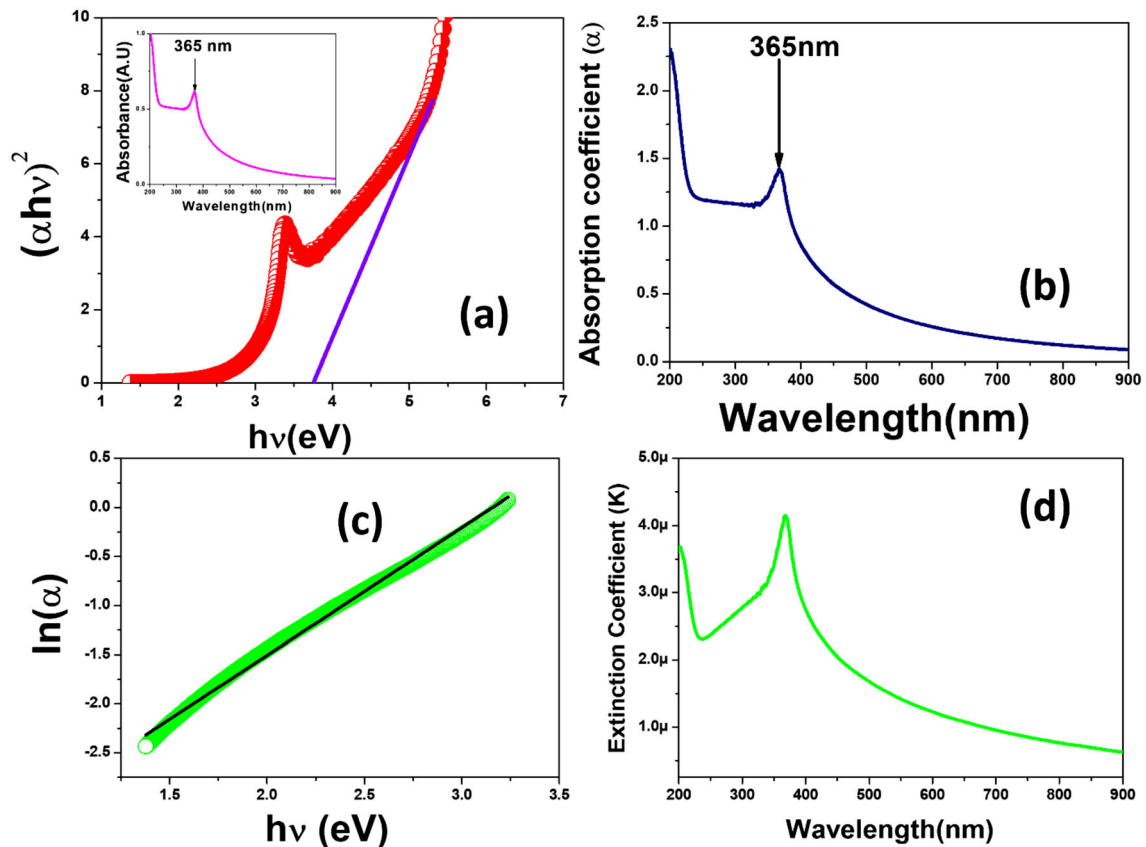 10
8
6
4
2
0
(αhν)²
1 2 3 4 5 6 7
hν(eV)
(a)
1.0
0.5
0.0
Absorbance(A.U)
200 300 400 500 600 700 800 900
Wavelength(nm)
365 nm
2.5
2.0
1.5
1.0
0.5
0.0
Absorption coefficient (α)
365nm
(b)
200 300 400 500 600 700 800 900
Wavelength(nm)
0.5
0.0
-0.5
-1.0
-1.5
-2.0
-2.5
ln(α)
(c)
1.5 2.0 2.5 3.0 3.5
hν (eV)
5.0µ
4.0µ
3.0µ
2.0µ
1.0µ
Extinction Coefficient (K)
(d)
200 300 400 500 600 700 800 900
Wavelength(nm)